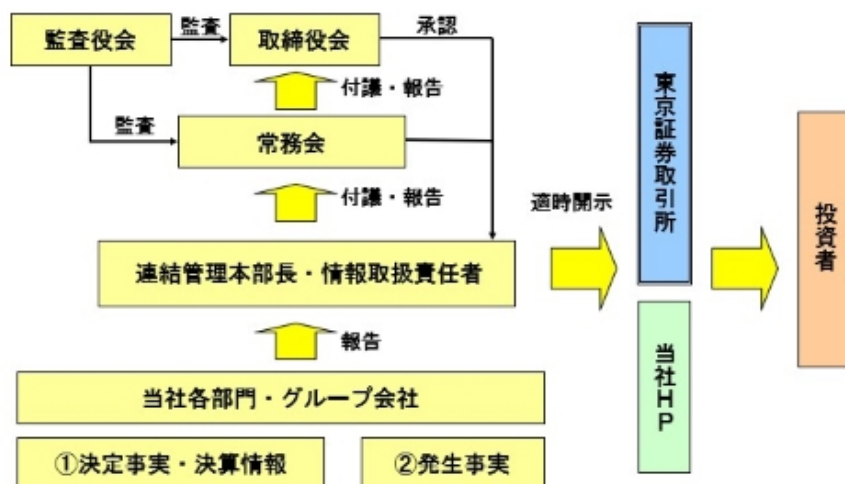 監査役会
監査
取締役会
承認
付議・報告
監査
常務会
付議・報告
適時開示
連結管理本部長・情報取扱責任者
報告
当社各部門・グループ会社
①決定事実・決算情報
②発生事実
東京証券取引所
当社HP
投資者